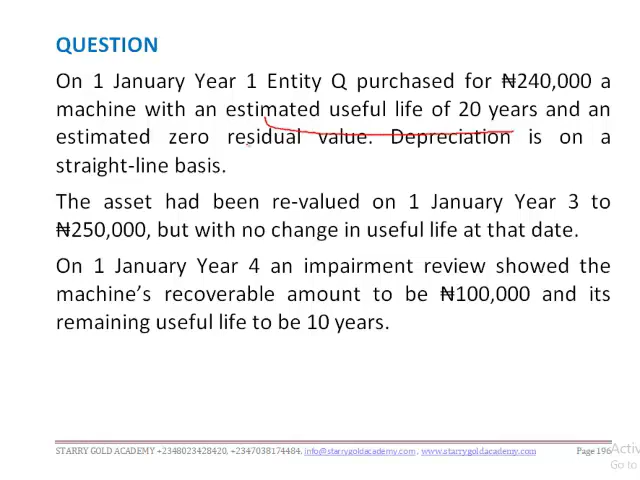 QUESTION
On 1 January Year 1 Entity Q purchased for ₦240,000 a
machine with an estimated useful life of 20 years and an
estimated zero residual value. Depreciation is on a
straight-line basis.
The asset had been re-valued on 1 January Year 3 to
₦250,000, but with no change in useful life at that date.
On 1 January Year 4 an impairment review showed the
machine's recoverable amount to be ₦100,000 and its
remaining useful life to be 10 years.
STARRY GOLD ACADEMY +2348023428420, +2347038174484, info@starrygoldacademy.com, www.starrygoldacademy.com Page 196
Activ
Go to